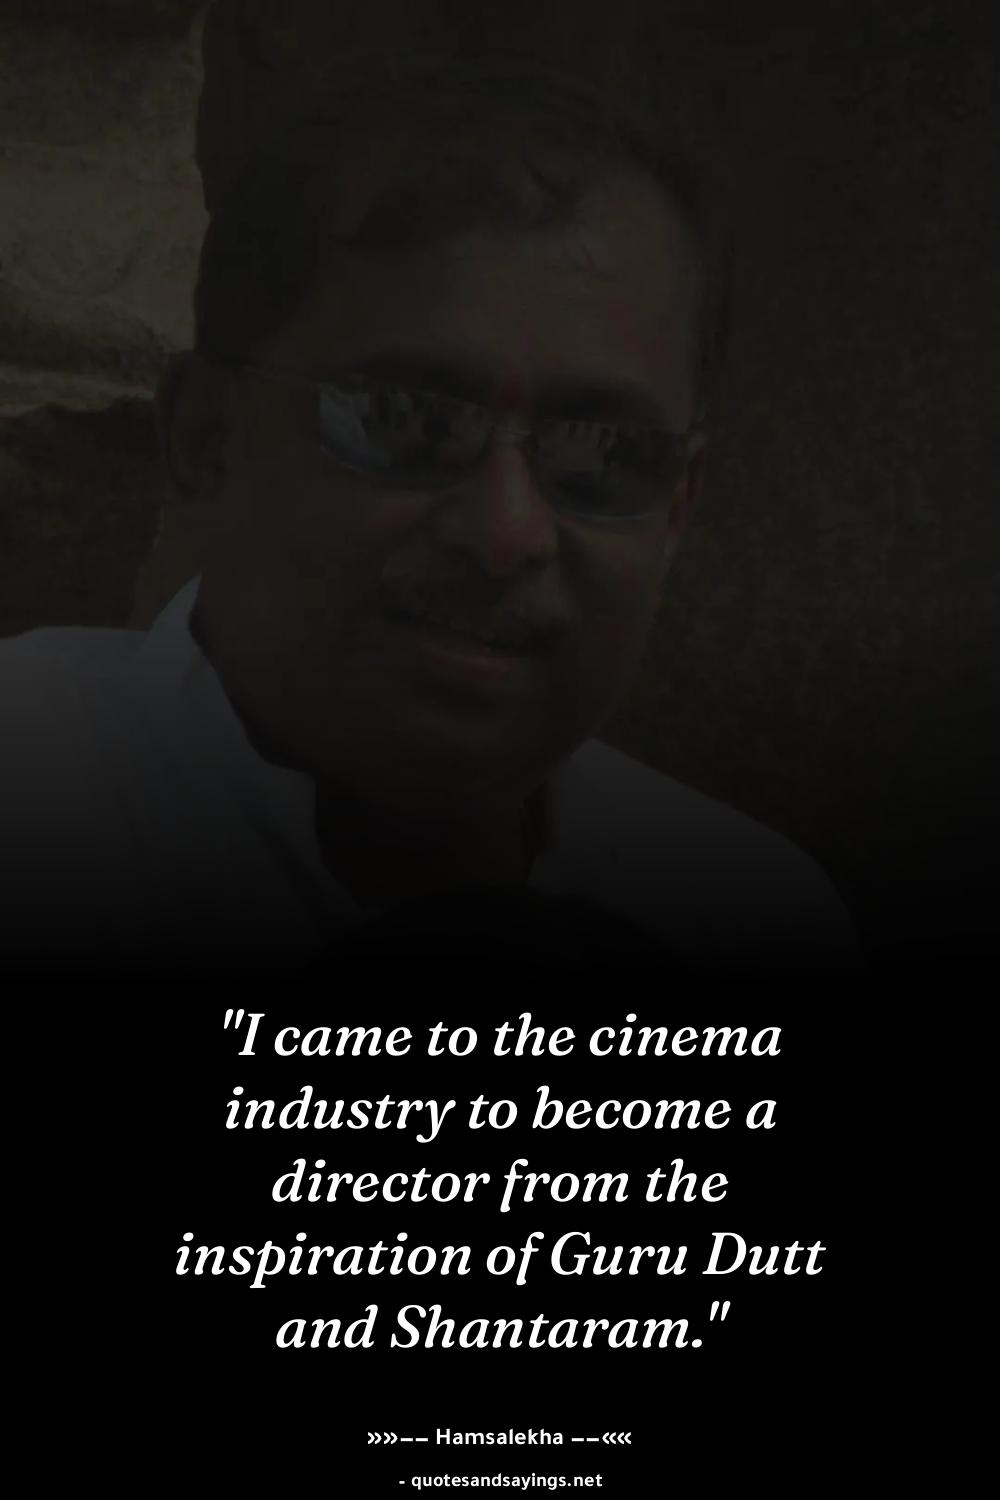 "I came to the cinema
industry to become a
director from the
inspiration of Guru Dutt
and Shantaram."
»»–– Hamsalekha ––««
- quotesandsayings.net